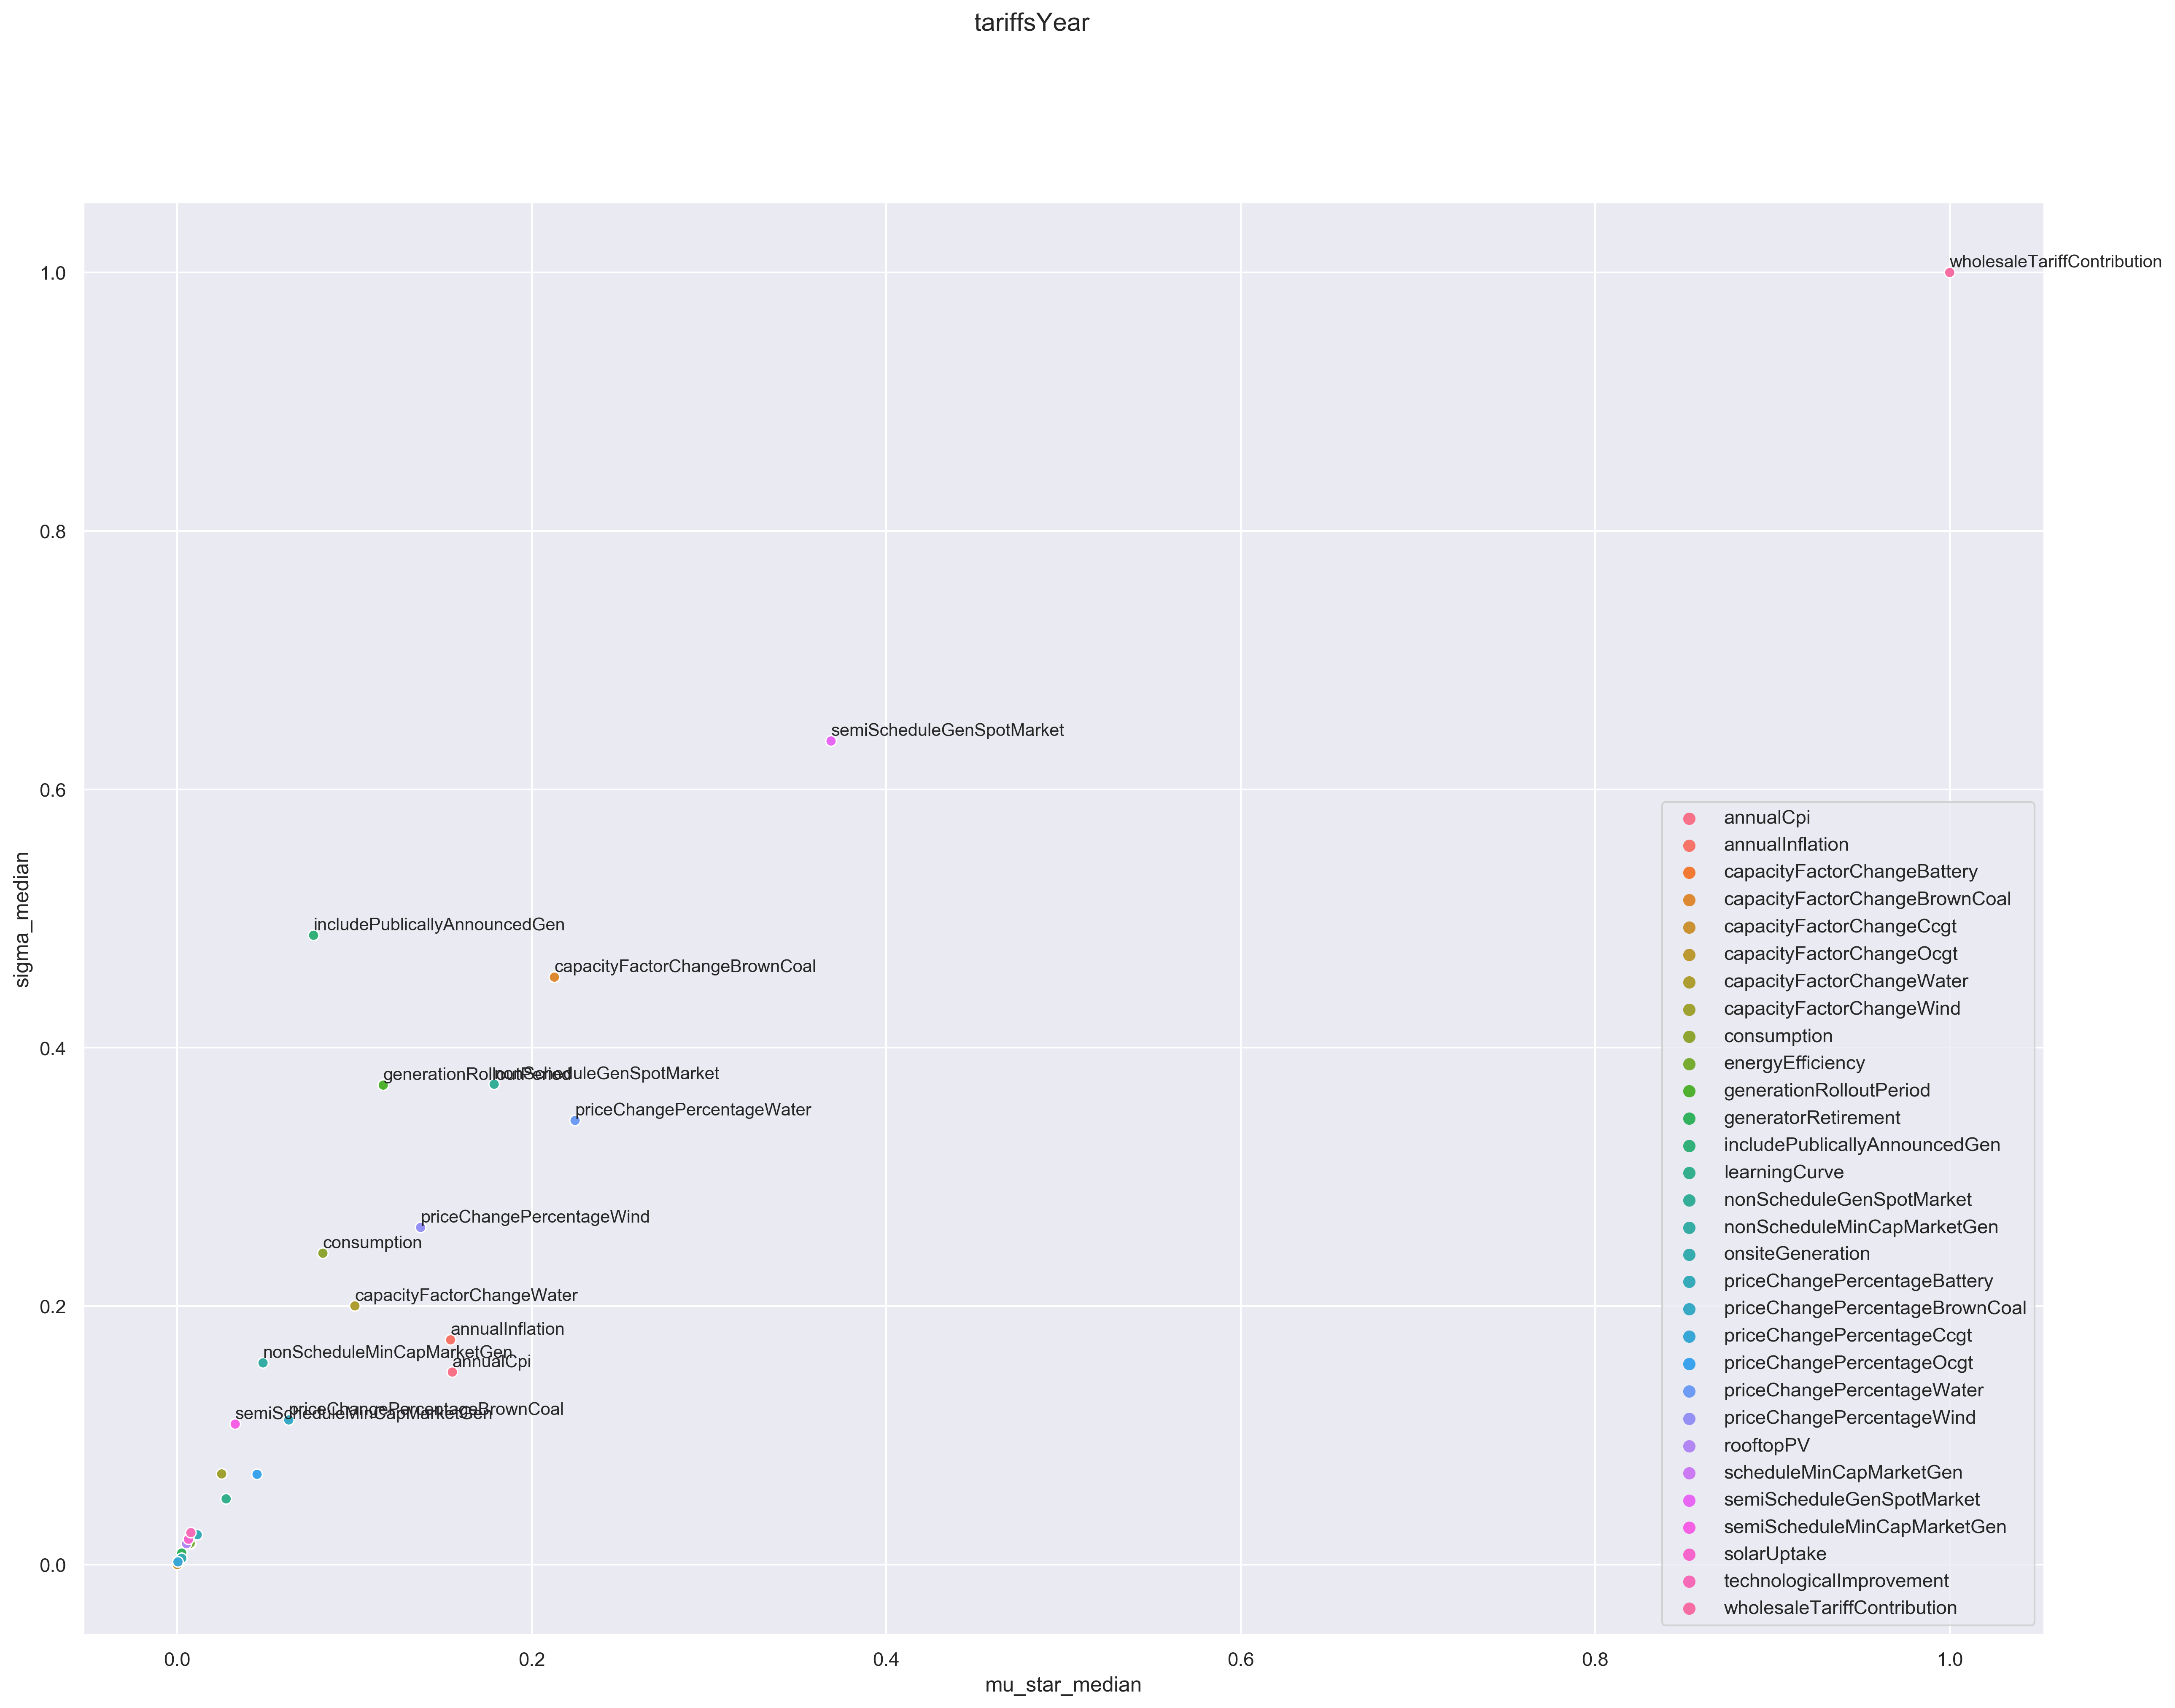 tariffsYear
1.0
wholesaleTariffContribution
0.8
semiScheduleGenSpotMarket
0.6
includePublicallyAnnouncedGen
capacityFactorChangeBrownCoal
0.4
generationRolloutPeriod
nonScheduleGenSpotMarket
priceChangePercentageWater
priceChangePercentageWind
consumption
capacityFactorChangeWater
0.2
annualInflation
nonScheduleMinCapMarketGen
annualCpi
priceChangePercentageBrownCoal
semiScheduleMinCapMarketGen
0.0
sigma_median
annualCpi
annualInflation
capacityFactorChangeBattery
capacityFactorChangeBrownCoal
capacityFactorChangeCcgt
capacityFactorChangeOcgt
capacityFactorChangeWater
capacityFactorChangeWind
consumption
energyEfficiency
generationRolloutPeriod
generatorRetirement
includePublicallyAnnouncedGen
learningCurve
nonScheduleGenSpotMarket
nonScheduleMinCapMarketGen
onsiteGeneration
priceChangePercentageBattery
priceChangePercentageBrownCoal
priceChangePercentageCcgt
priceChangePercentageOcgt
priceChangePercentageWater
priceChangePercentageWind
rooftopPV
scheduleMinCapMarketGen
semiScheduleGenSpotMarket
semiScheduleMinCapMarketGen
solarUptake
technologicalImprovement
wholesaleTariffContribution
0.0 0.2 0.4 0.6 0.8 1.0
mu_star_median